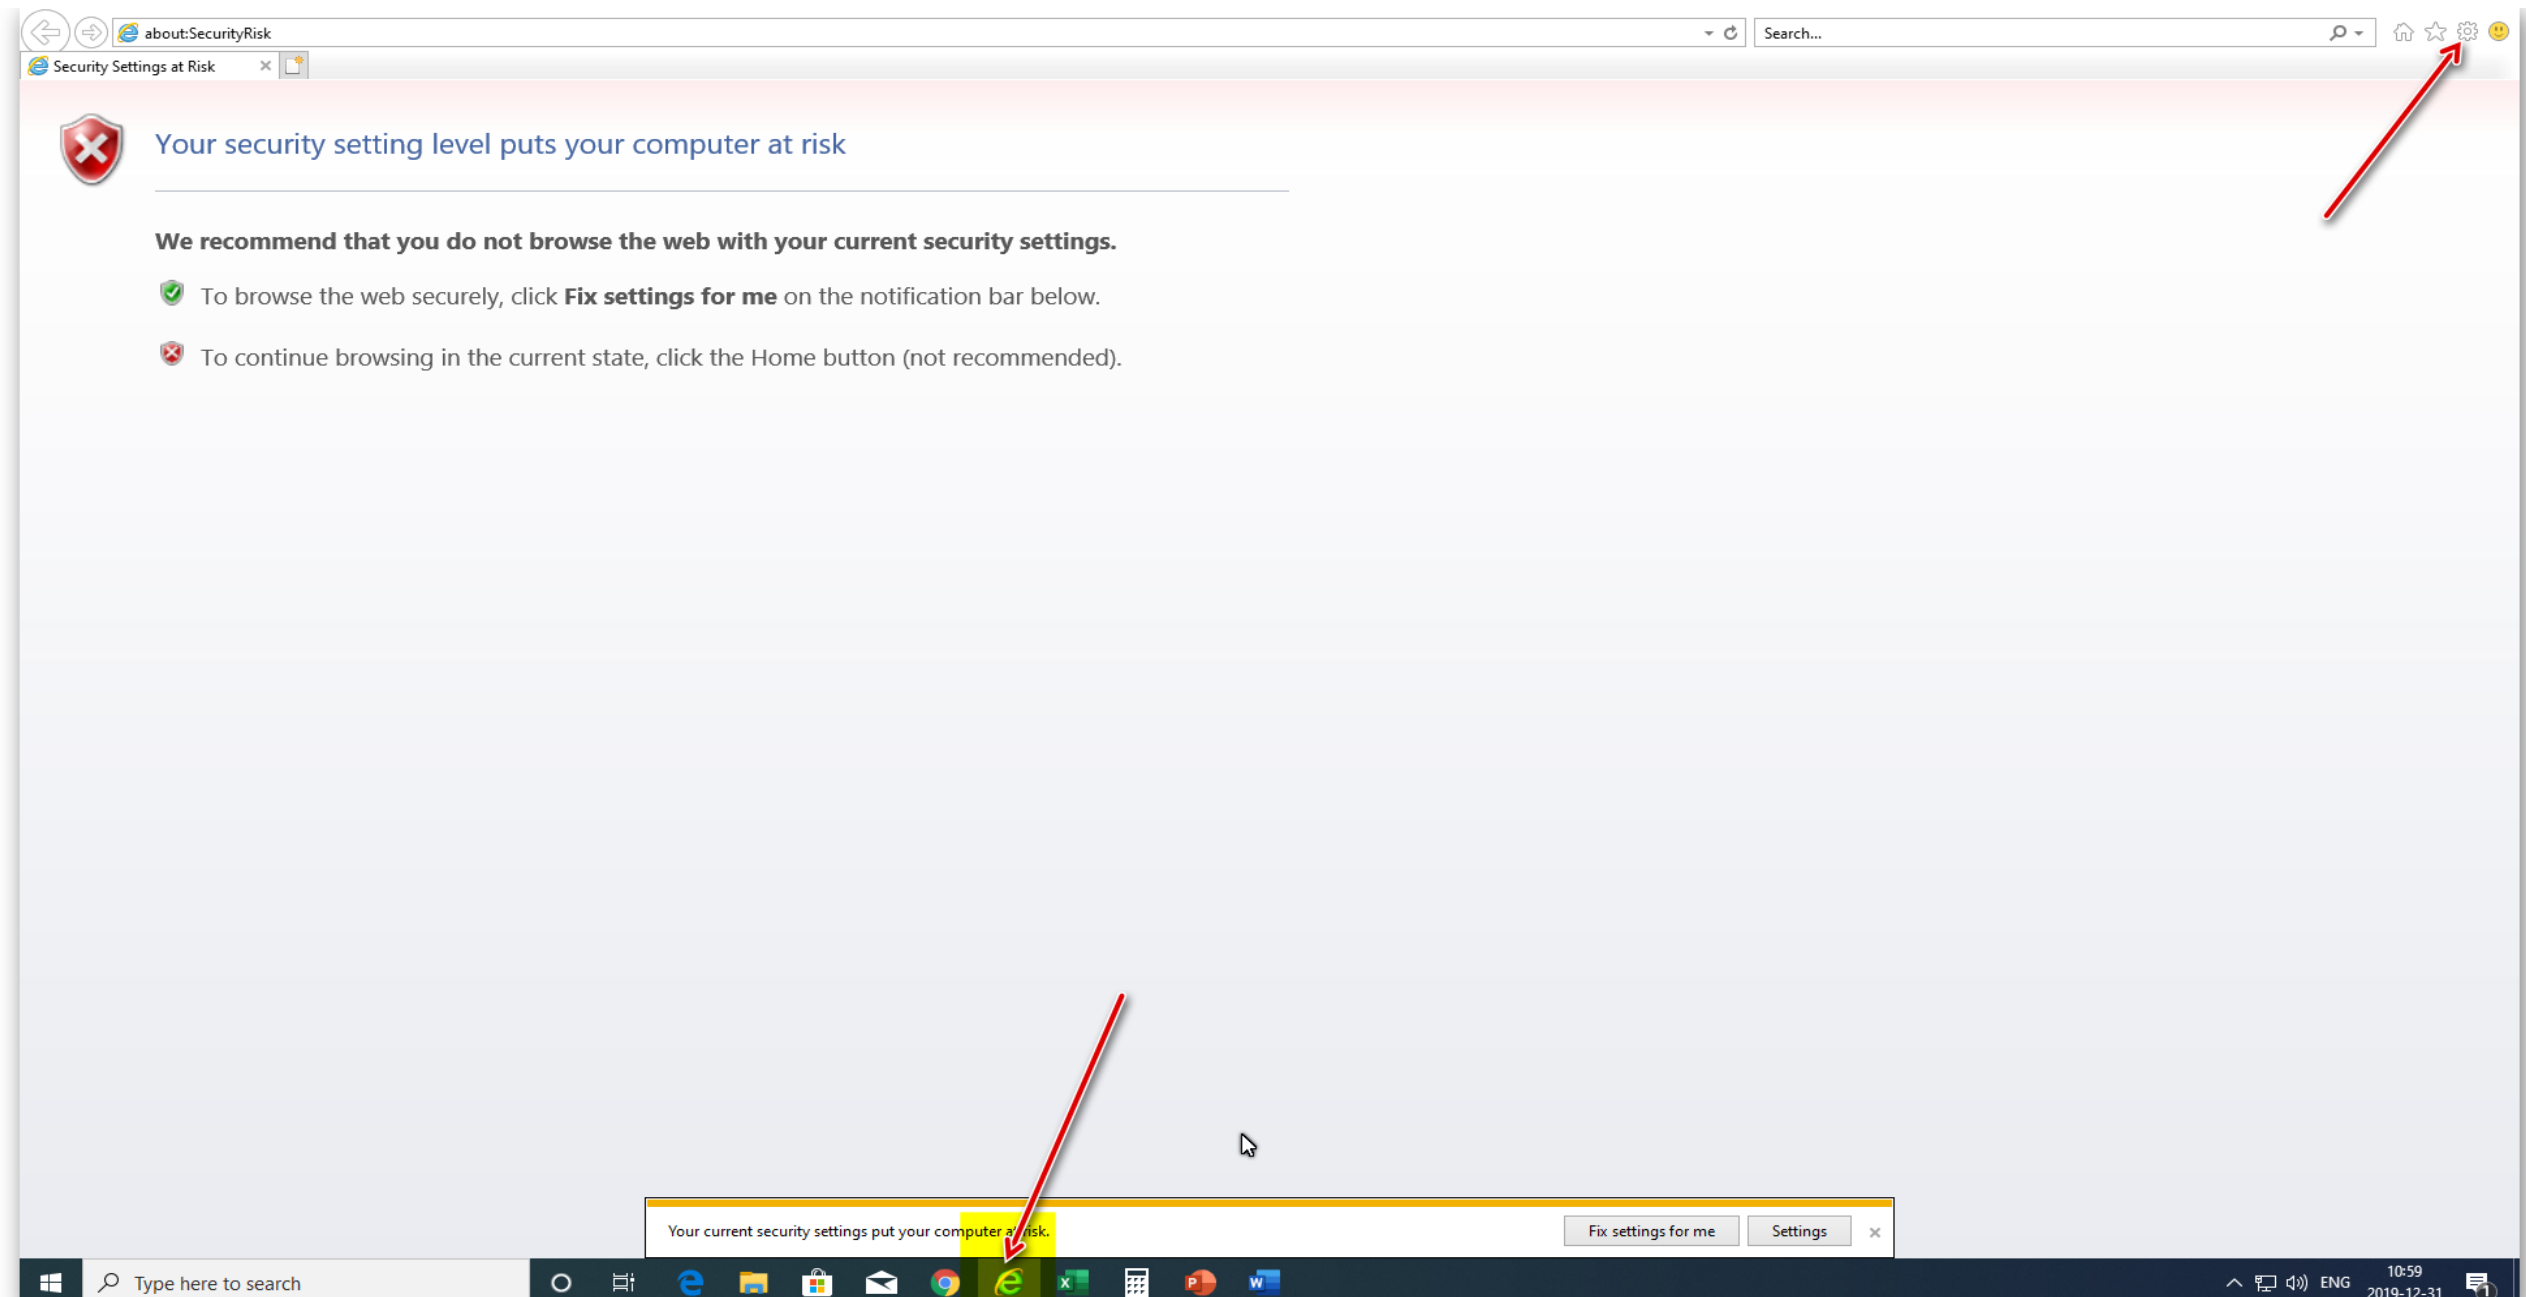 about:SecurityRisk
Search...
Security Settings at Risk
Your security setting level puts your computer at risk
We recommend that you do not browse the web with your current security settings.
To browse the web securely, click Fix settings for me on the notification bar below.
To continue browsing in the current state, click the Home button (not recommended).
Your current security settings put your computer at risk.
Fix settings for me
Settings
Type here to search
ENG
10:59
2019-12-31
1